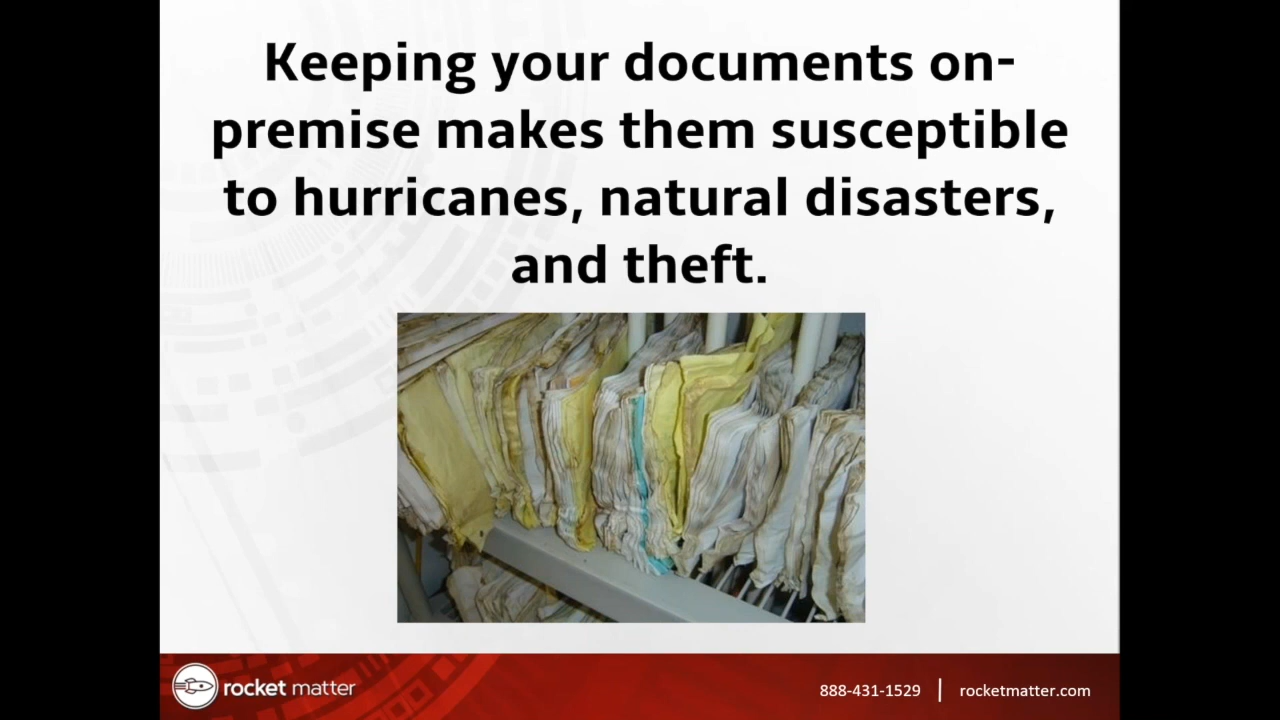 Keeping your documents on-
premise makes them susceptible
to hurricanes, natural disasters,
and theft.
rocket matter
888-431-1529 | rocketmatter.com